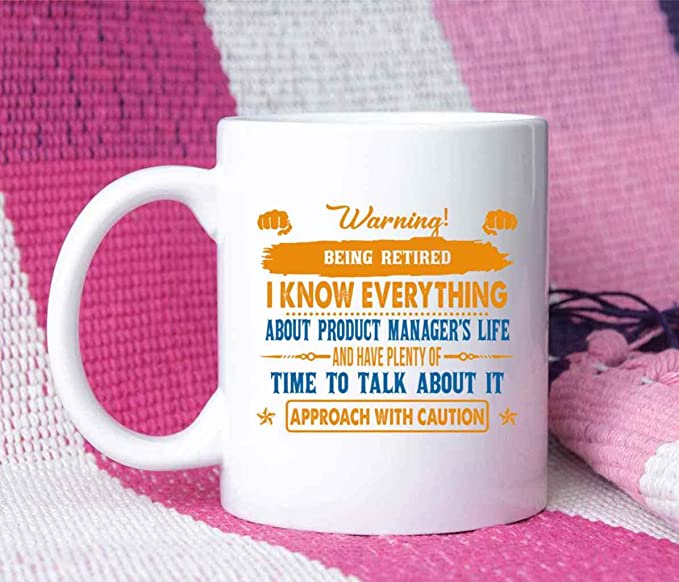 Warning!
BEING RETIRED
I KNOW EVERYTHING
ABOUT PRODUCT MANAGER'S LIFE
AND HAVE PLENTY OF
TIME TO TALK ABOUT IT
APPROACH WITH CAUTION